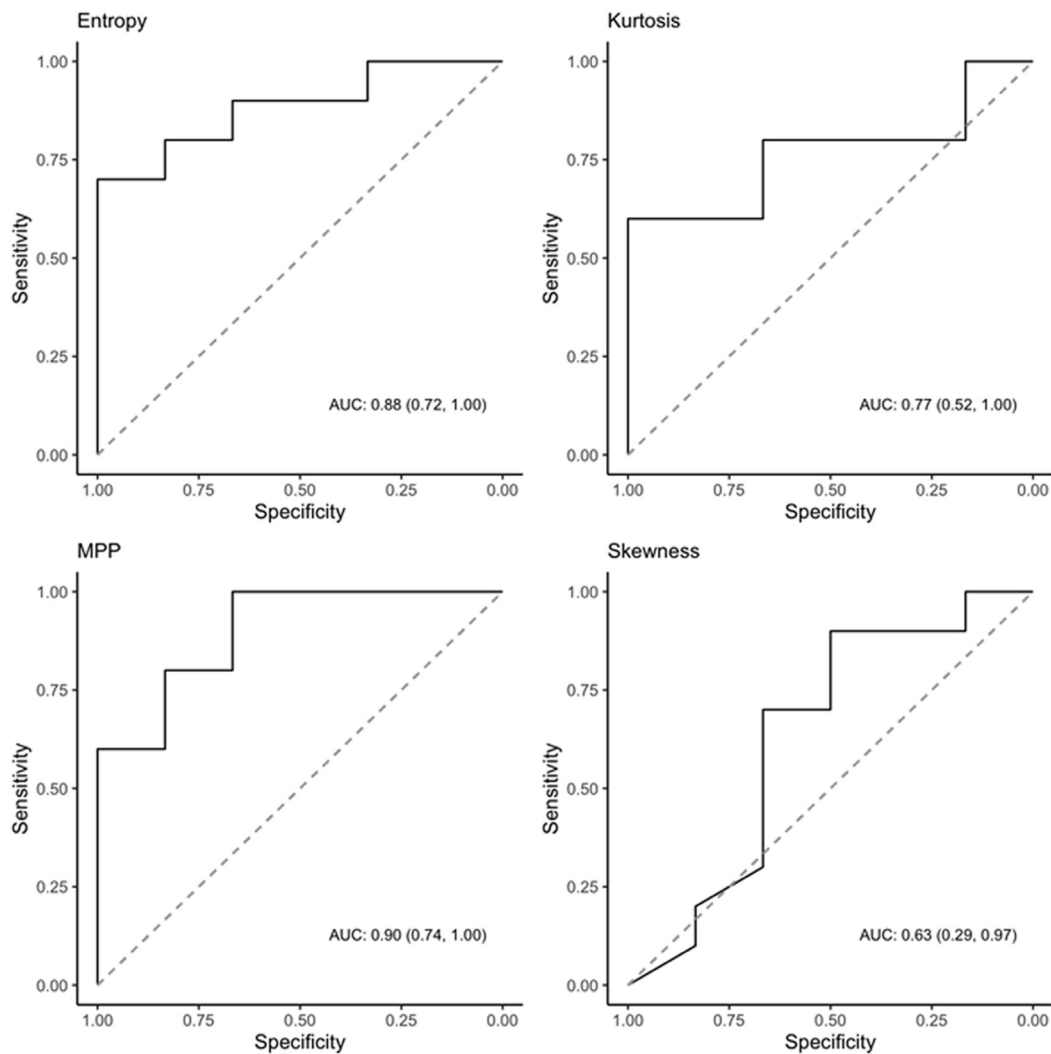 Entropy
1.00
0.75
0.50
0.25
0.00
Sensitivity
AUC: 0.88 (0.72, 1.00)
1.00 0.75 0.50 0.25 0.00
Specificity
Kurtosis
1.00
0.75
0.50
0.25
0.00
Sensitivity
AUC: 0.77 (0.52, 1.00)
1.00 0.75 0.50 0.25 0.00
Specificity
MPP
1.00
0.75
0.50
0.25
0.00
Sensitivity
AUC: 0.90 (0.74, 1.00)
1.00 0.75 0.50 0.25 0.00
Specificity
Skewness
1.00
0.75
0.50
0.25
0.00
Sensitivity
AUC: 0.63 (0.29, 0.97)
1.00 0.75 0.50 0.25 0.00
Specificity